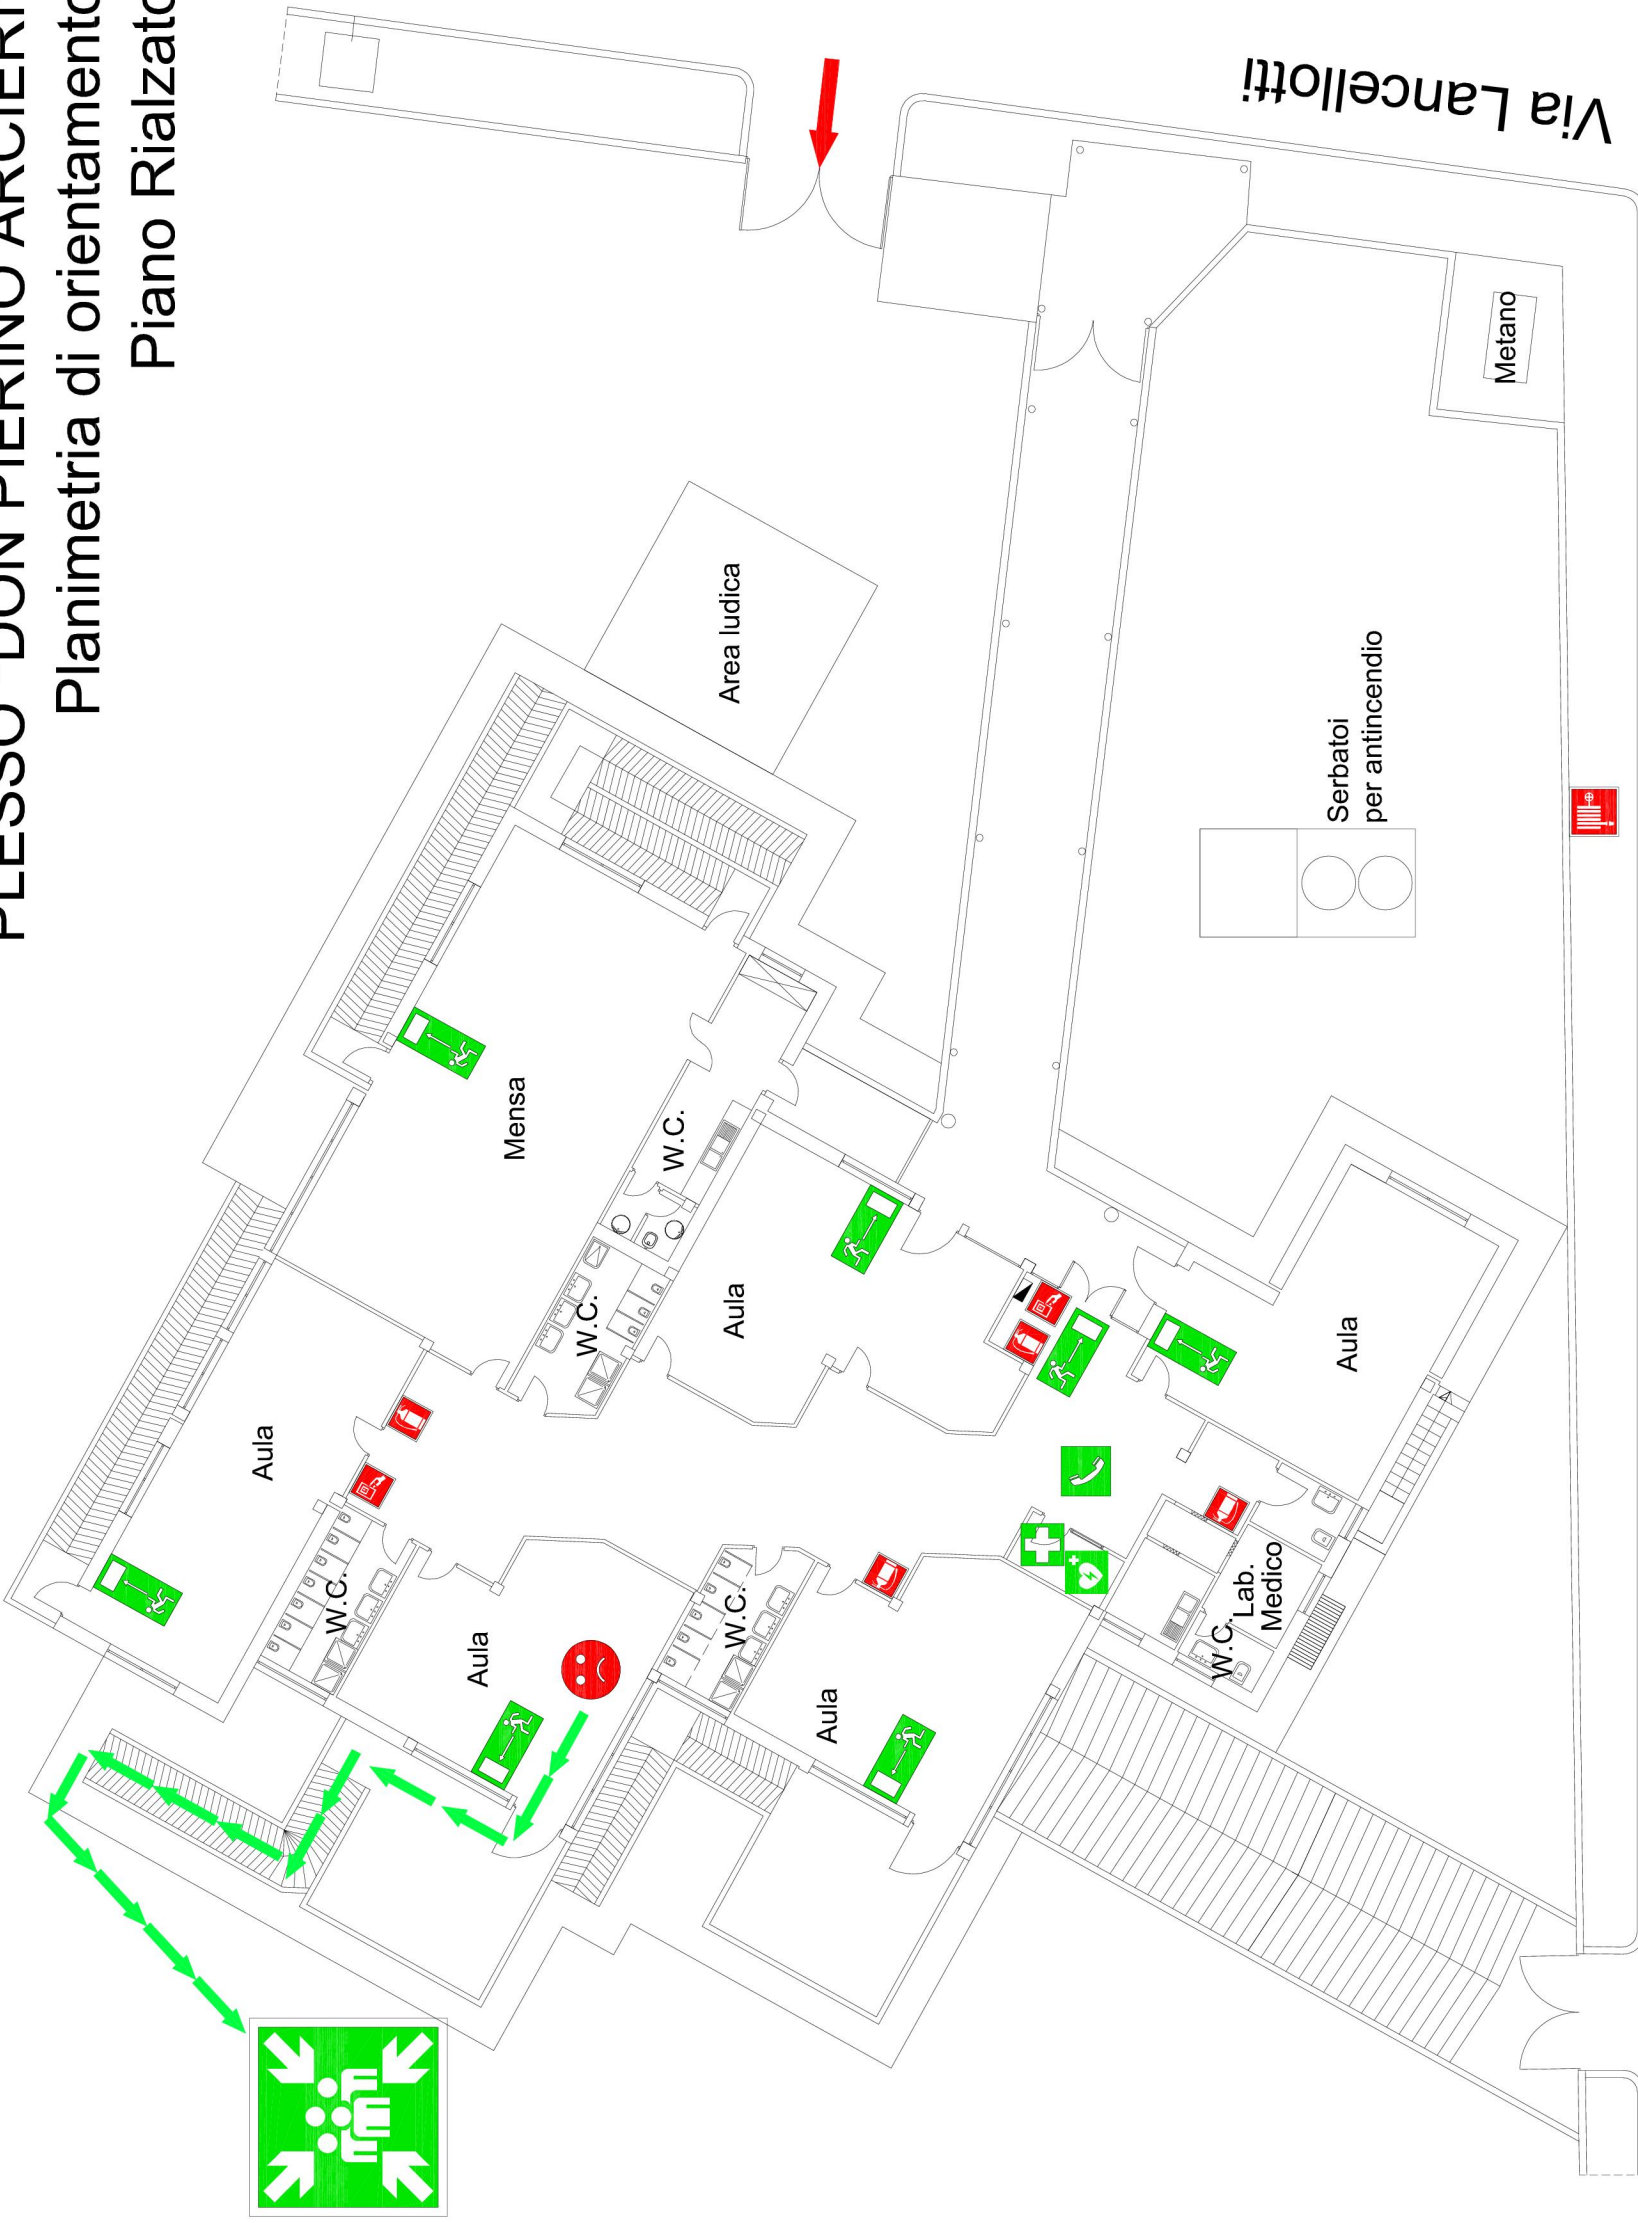 PLESSO "DON PIERINO ARCIERI
Planimetria di orientamento
Piano Rialzato
Via Lancellotti
Metano
Area ludica
Serbatoi
per antincendio
Mensa
W.C.
W.C.
Aula
Aula
Aula
W.C.
Aula
W.C.
Aula
Lab.
Medico
W.C.